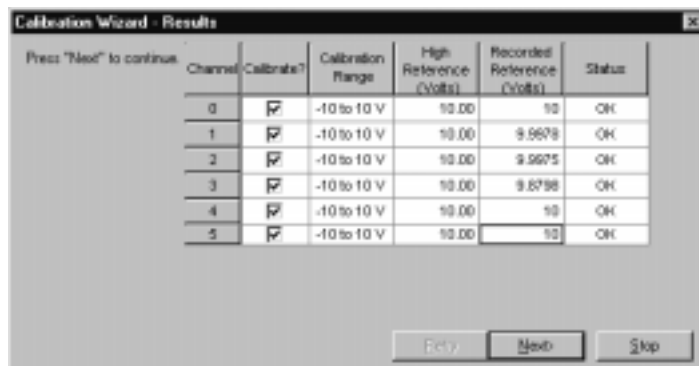 Calibration Wizard - Results
Press "Next" to continue.
Channel Calibrate? Calibration Range High Reference (Volts) Recorded Reference (Volts) Status
0 -10 to 10 V 10.00 10 OK
1 -10 to 10 V 10.00 9.9978 OK
2 -10 to 10 V 10.00 9.9975 OK
3 -10 to 10 V 10.00 9.8798 OK
4 -10 to 10 V 10.00 10 OK
5 -10 to 10 V 10.00 10 OK
Retry Next> Stop